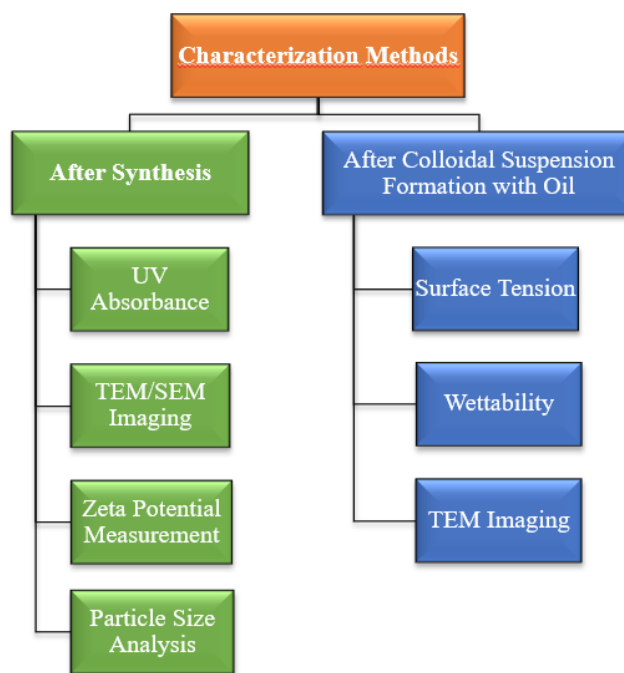 Characterization Methods
After Synthesis
UV
Absorbance
TEM/SEM
Imaging
Zeta Potential
Measurement
Particle Size
Analysis
After Colloidal Suspension
Formation with Oil
Surface Tension
Wettability
TEM Imaging